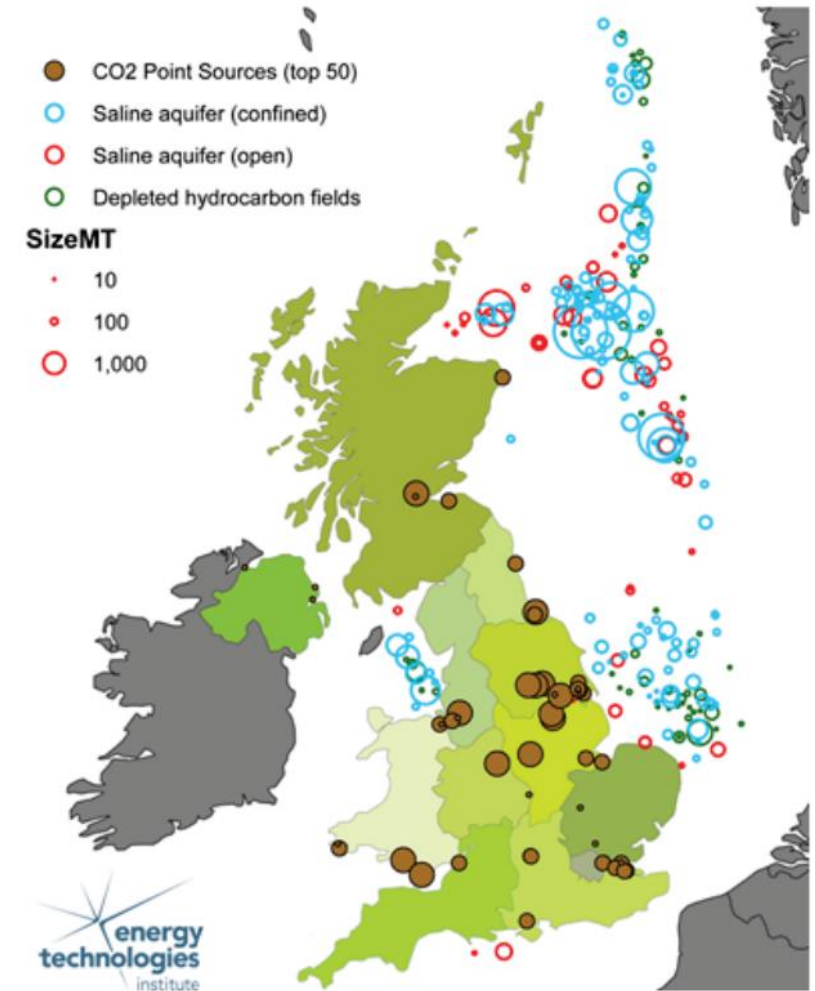 CO2 Point Sources (top 50)
Saline aquifer (confined)
Saline aquifer (open)
Depleted hydrocarbon fields
SizeMT
10
100
1,000
energy
technologies
institute